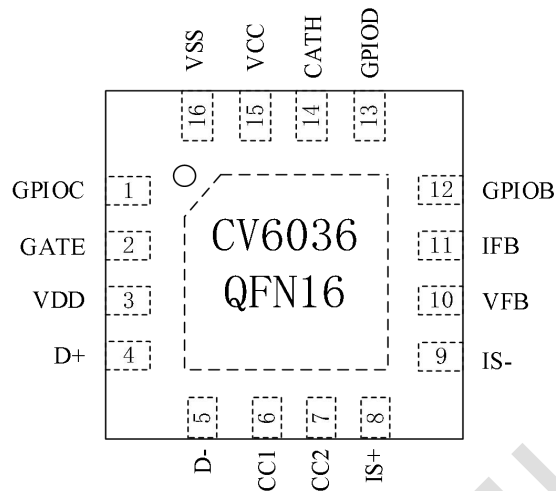 VSS VCC CATH GPIOD
16 15 14 13
GPIOC 1 12 GPIOB
GATE 2 CV6036 11 IFB
VDD 3 QFN16 10 VFB
D+ 4 9 IS-
5 6 7 8
D- CC1 CC2 IS+